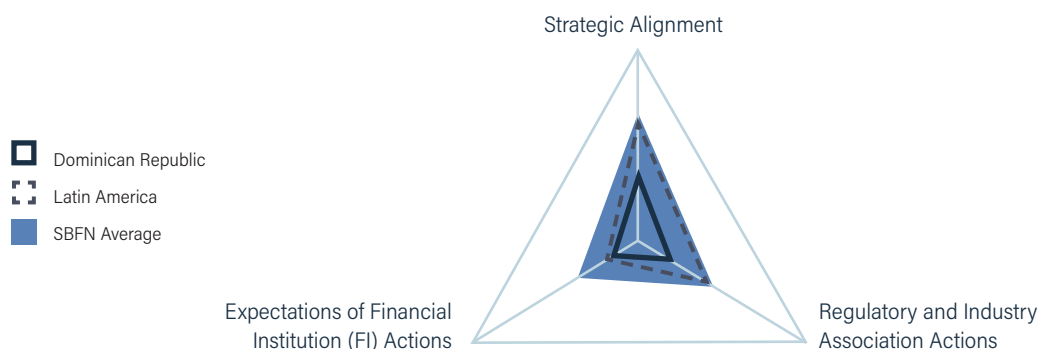 Strategic Alignment
Dominican Republic
Latin America
SBFN Average
Expectations of Financial
Institution (FI) Actions
Regulatory and Industry
Association Actions